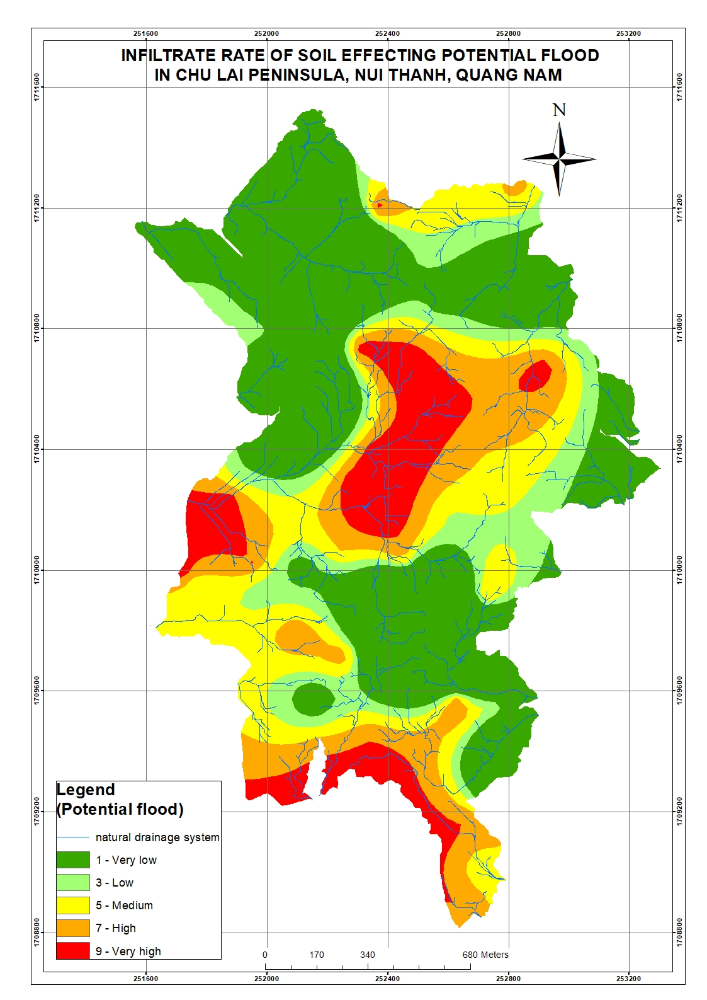 251600 252000 252400 252800 253200
INFILTRATE RATE OF SOIL EFFECTING POTENTIAL FLOOD
IN CHU LAI PENINSULA, NUI THANH, QUANG NAM
1711600 1711600
N
1711200 1711200
1710800 1710800
1710400 1710400
1710000 1710000
1709600 1709600
1709200 1709200
1708800 1708800
Legend
(Potential flood)
natural drainage system
1 - Very low
3 - Low
5 - Medium
7 - High
9 - Very high
0 170 340 680 Meters
251600 252000 252400 252800 253200